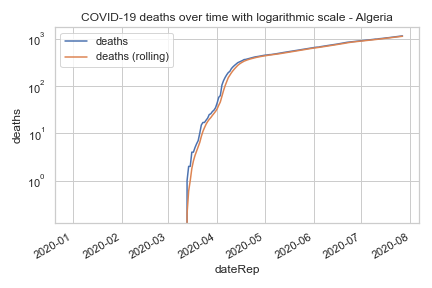 COVID-19 deaths over time with logarithmic scale - Algeria
deaths
deaths (rolling)
10³
10²
10¹
10⁰
deaths
2020-01
2020-02
2020-03
2020-04
2020-05
2020-06
2020-07
2020-08
dateRep